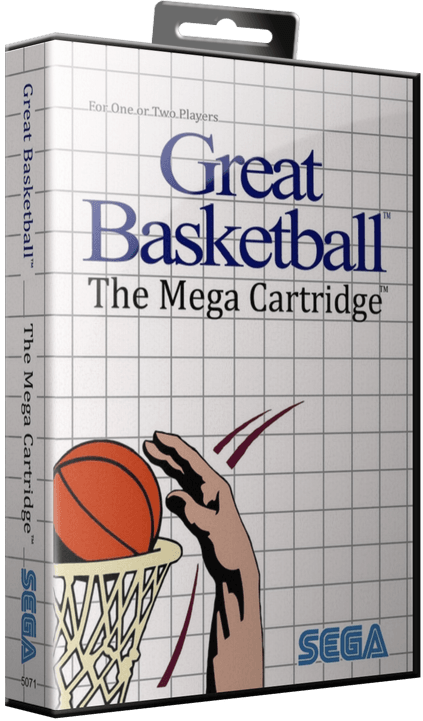 For One or Two Players
Great
Basketball™
The Mega Cartridge™
SEGA
Great Basketball™
The Mega Cartridge™
SEGA
5071